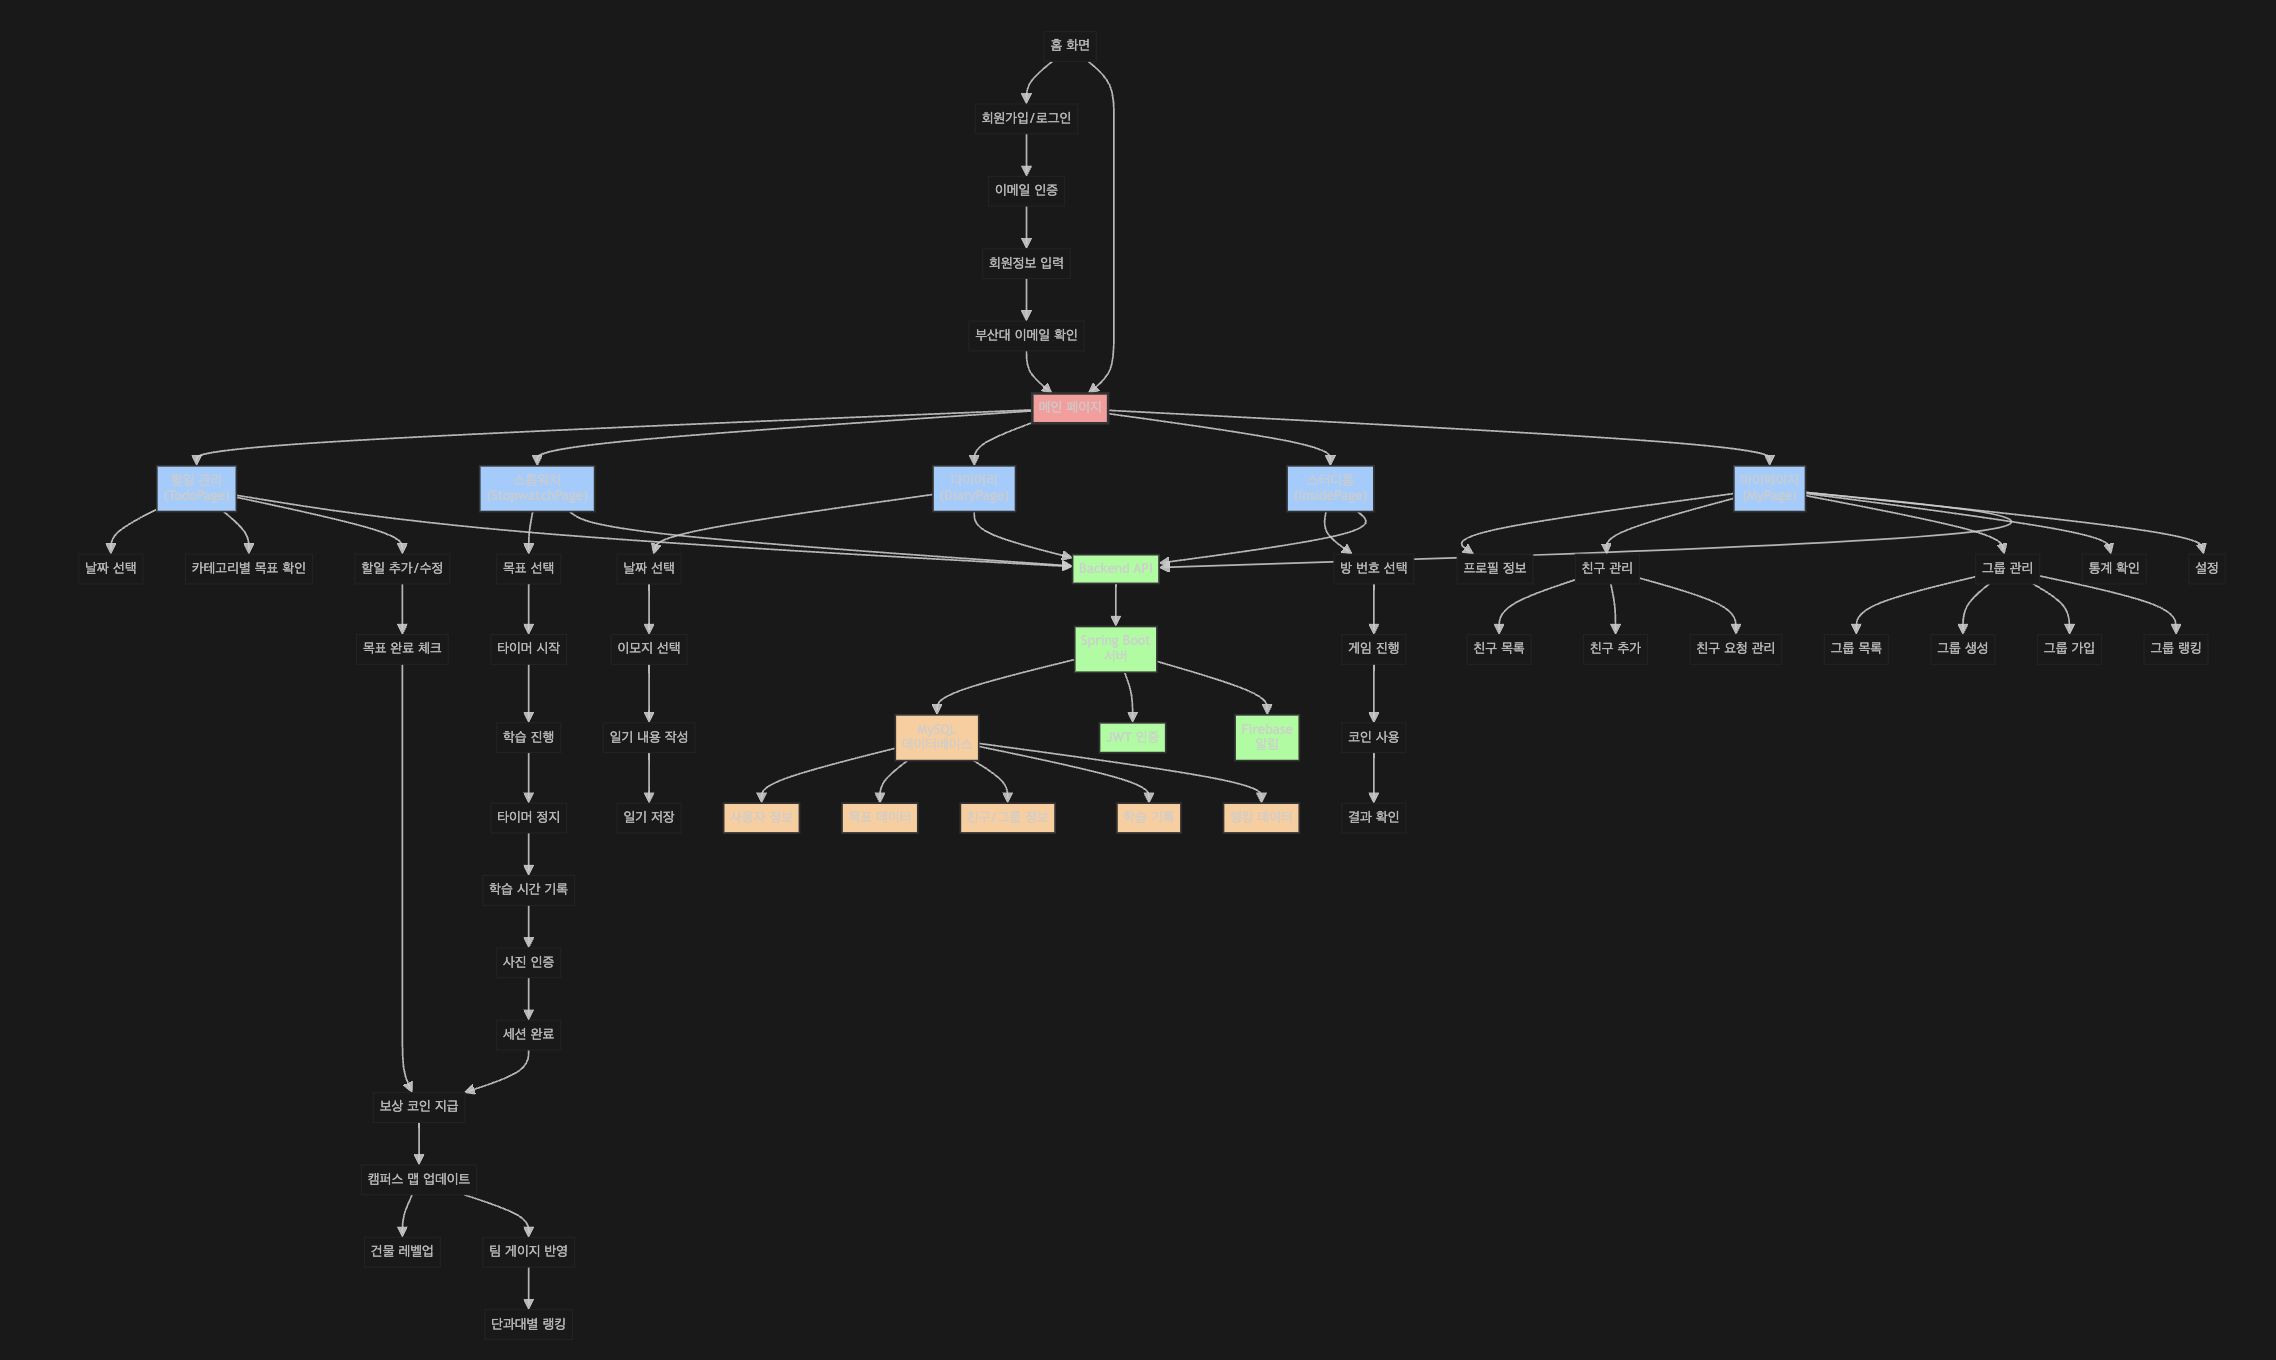 홈 화면
회원가입/로그인
이메일 인증
회원정보 입력
부산대 이메일 확인
메인 페이지
할일 관리
(TodoPage)
스톱워치
(StopwatchPage)
다이어리
(DiaryPage)
(InsidePage)
마이페이지
(MyPage)
날짜 선택
카테고리별 목표 확인
할일 추가/수정
목표 선택
날짜 선택
Backend API
방 번호 선택
프로필 정보
친구 관리
그룹 관리
통계 확인
설정
목표 완료 체크
타이머 시작
이모지 선택
Spring Boot
서버
게임 진행
친구 목록
친구 추가
친구 요청 관리
그룹 목록
그룹 생성
그룹 가입
그룹 랭킹
학습 진행
일기 내용 작성
MySQL
데이터베이스
JWT 인증
Firebase
알림
코인 사용
타이머 정지
일기 저장
사용자 정보
목표 데이터
친구/그룹 정보
학습 기록
랭킹 데이터
결과 확인
학습 시간 기록
사진 인증
세션 완료
보상 코인 지급
캠퍼스 맵 업데이트
건물 레벨업
팀 게이지 반영
단과대별 랭킹